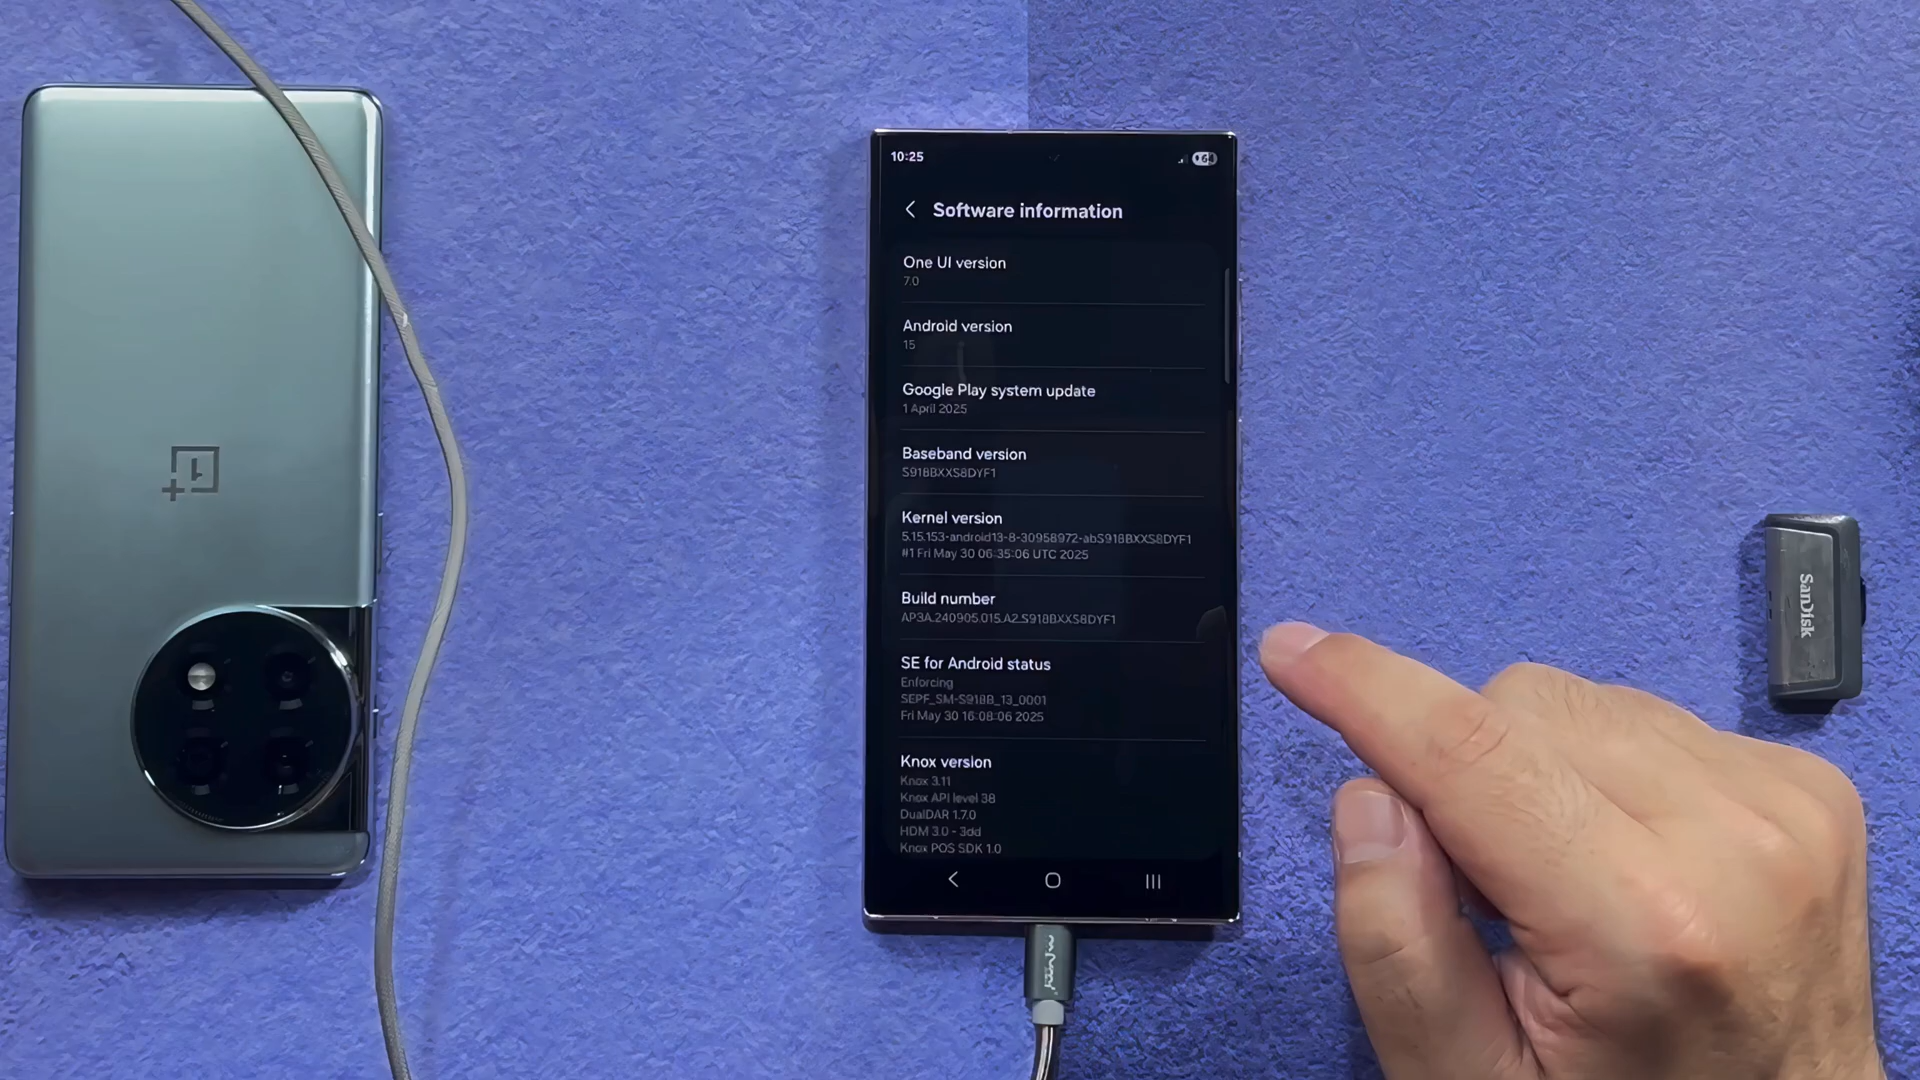 10:25
64
Software information
One UI version
7.0
Android version
15
Google Play system update
1 April 2025
Baseband version
S918BXXS8DYF1
Kernel version
5.15.153-android13-8-30958972-abS918BXXS8DYF1
#1 Fri May 30 06:35:06 UTC 2025
Build number
AP3A.240905.015.A2.S918BXXS8DYF1
SE for Android status
Enforcing
SEPF_SM-S918B_13_0001
Fri May 30 16:08:06 2025
Knox version
Knox 3.11
Knox API level 38
DualDAR 1.7.0
HDM 3.0 - 3dd
Knox POS SDK 1.0
SanDisk